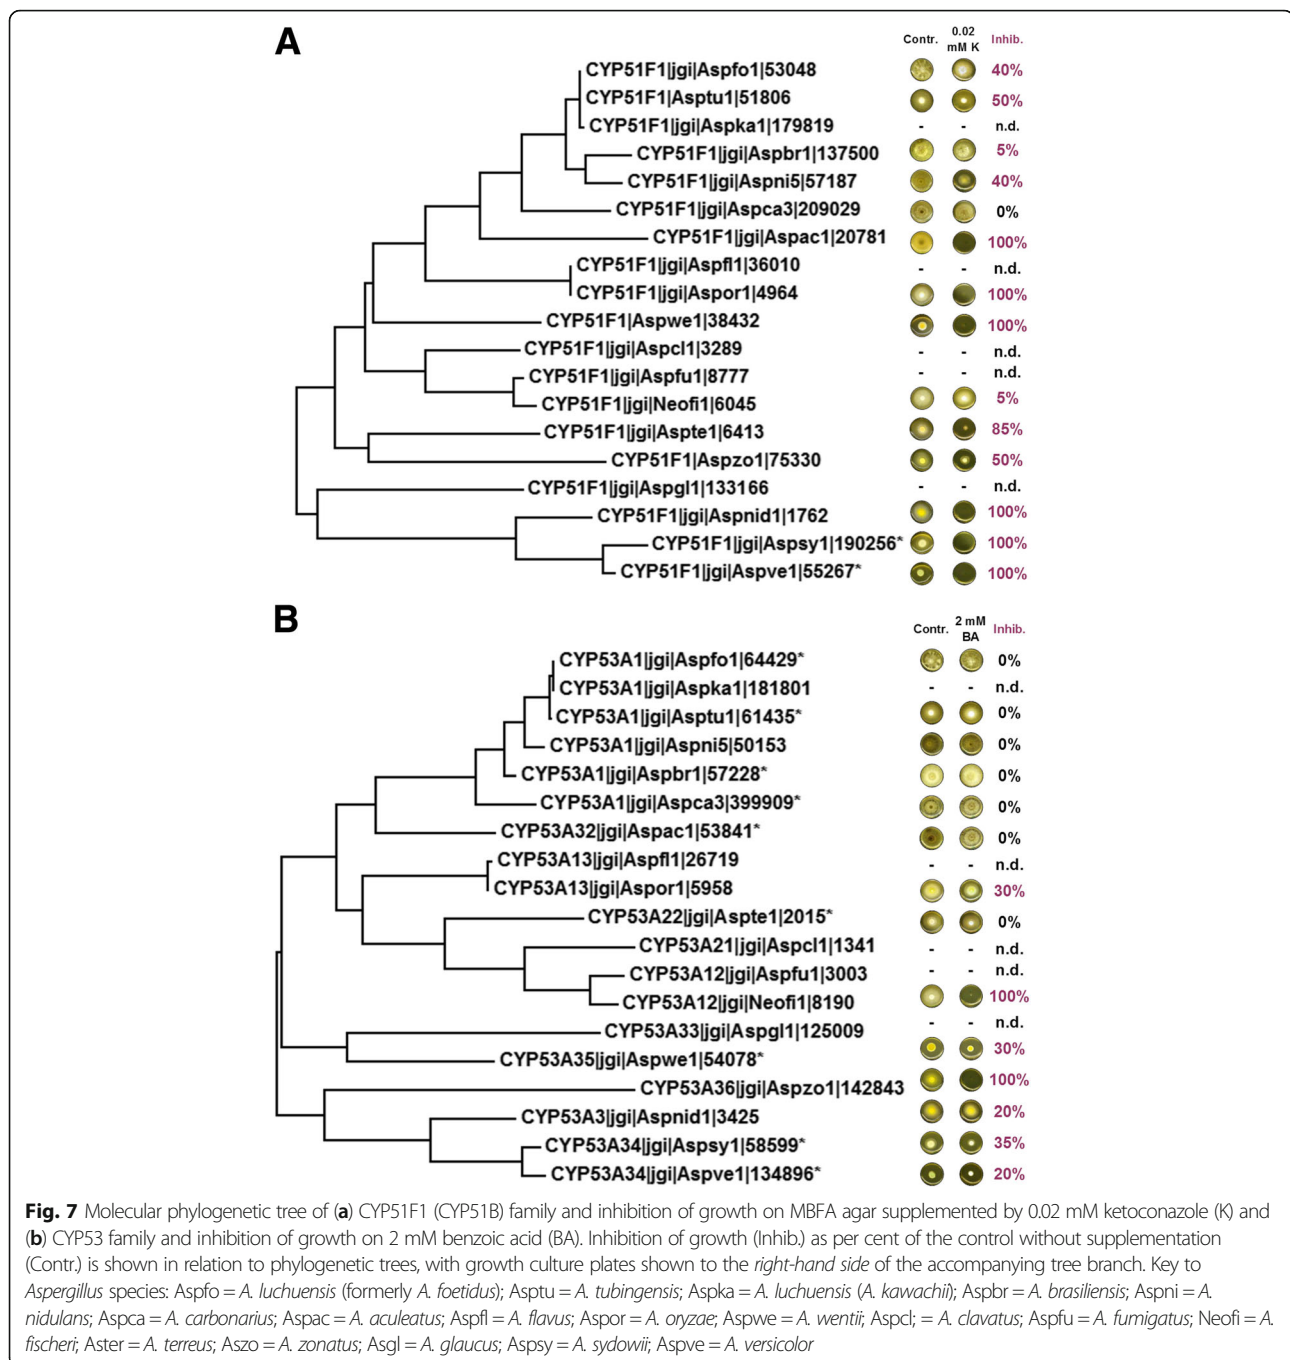 A
Contr.
0.02
mM K
Inhib.
CYP51F1|jgi|Aspfo1|53048 40%
CYP51F1|Asptu1|51806 50%
CYP51F1|jgi|Aspka1|179819 - - n.d.
CYP51F1|jgi|Aspbr1|137500 5%
CYP51F1|jgi|Aspni5|57187 40%
CYP51F1|jgi|Aspca3|209029 0%
CYP51F1|jgi|Aspac1|20781 100%
CYP51F1|jgi|Aspfl1|36010 - - n.d.
CYP51F1|jgi|Aspor1|4964 100%
CYP51F1|Aspwe1|38432 100%
CYP51F1|jgi|Aspcl1|3289 - - n.d.
CYP51F1|jgi|Aspfu1|8777 - - n.d.
CYP51F1|jgi|Neofi1|6045 5%
CYP51F1|jgi|Aspte1|6413 85%
CYP51F1|Aspzo1|75330 50%
CYP51F1|jgi|Aspgl1|133166 - - n.d.
CYP51F1|jgi|Aspnid1|1762 100%
CYP51F1|jgi|Aspsy1|190256* 100%
CYP51F1|jgi|Aspve1|55267* 100%
B
Contr.
2 mM
BA
Inhib.
CYP53A1|jgi|Aspfo1|64429* 0%
CYP53A1|jgi|Aspka1|181801 - - n.d.
CYP53A1|jgi|Asptu1|61435* 0%
CYP53A1|jgi|Aspni5|50153 0%
CYP53A1|jgi|Aspbr1|57228* 0%
CYP53A1|jgi|Aspca3|399909* 0%
CYP53A32|jgi|Aspac1|53841* 0%
CYP53A13|jgi|Aspfl1|26719 - - n.d.
CYP53A13|jgi|Aspor1|5958 30%
CYP53A22|jgi|Aspte1|2015* 0%
CYP53A21|jgi|Aspcl1|1341 - - n.d.
CYP53A12|jgi|Aspfu1|3003 - - n.d.
CYP53A12|jgi|Neofi1|8190 100%
CYP53A33|jgi|Aspgl1|125009 - - n.d.
CYP53A35|jgi|Aspwe1|54078* 30%
CYP53A36|jgi|Aspzo1|142843 100%
CYP53A3|jgi|Aspnid1|3425 20%
CYP53A34|jgi|Aspsy1|58599* 35%
CYP53A34|jgi|Aspve1|134896* 20%
Fig. 7 Molecular phylogenetic tree of (a) CYP51F1 (CYP51B) family and inhibition of growth on MBFA agar supplemented by 0.02 mM ketoconazole (K) and
(b) CYP53 family and inhibition of growth on 2 mM benzoic acid (BA). Inhibition of growth (Inhib.) as per cent of the control without supplementation
(Contr.) is shown in relation to phylogenetic trees, with growth culture plates shown to the right-hand side of the accompanying tree branch. Key to
Aspergillus species: Aspfo = A. luchuensis (formerly A. foetidus); Asptu = A. tubingensis; Aspka = A. luchuensis (A. kawachii); Aspbr = A. brasiliensis; Aspni = A.
nidulans; Aspca = A. carbonarius; Aspac = A. aculeatus; Aspfl = A. flavus; Aspor = A. oryzae; Aspwe = A. wentii; Aspcl; = A. clavatus; Aspfu = A. fumigatus; Neofi = A.
fischeri; Aster = A. terreus; Aszo = A. zonatus; Asgl = A. glaucus; Aspsy = A. sydowii; Aspve = A. versicolor